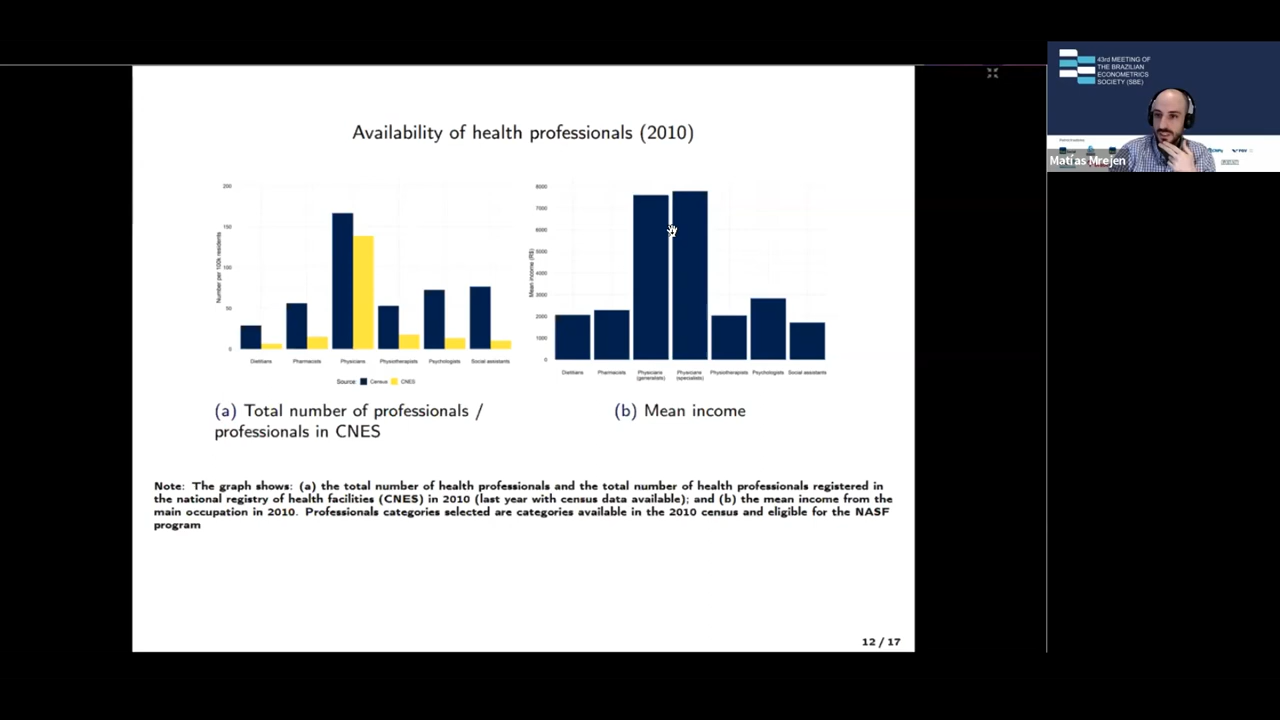 43rd MEETING OF
THE BRAZILIAN
ECONOMETRICS
SOCIETY (SBE)
Matías Mrejen
Availability of health professionals (2010)
200
150
100
50
0
Number per 100k residents
Dietitians
Pharmacists
Physicians
Physiotherapists
Psychologists
Social assistants
Source:
Census
CNES
8000
7000
6000
5000
4000
3000
2000
1000
0
Mean income (R$)
Dietitians
Pharmacists
Physicians
(generalists)
Physicians
(specialists)
Physiotherapists
Psychologists
Social assistants
(a) Total number of professionals /
professionals in CNES
(b) Mean income
Note: The graph shows: (a) the total number of health professionals and the total number of health professionals registered in
the national registry of health facilities (CNES) in 2010 (last year with census data available); and (b) the mean income from the
main occupation in 2010. Professionals categories selected are categories available in the 2010 census and eligible for the NASF
program
12 / 17